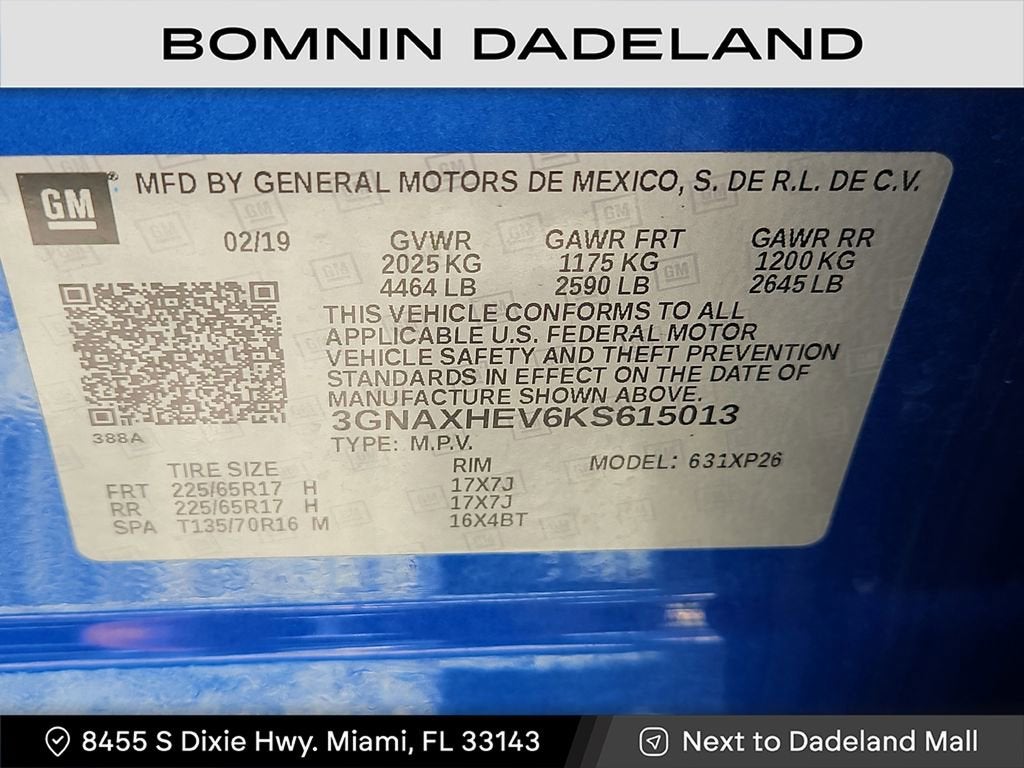 BOMNIN DADELAND
GM
MFD BY GENERAL MOTORS DE MEXICO, S. DE R.L. DE C.V.
02/19 GVWR GAWR FRT GAWR RR
2025 KG 1175 KG 1200 KG
4464 LB 2590 LB 2645 LB
THIS VEHICLE CONFORMS TO ALL
APPLICABLE U.S. FEDERAL MOTOR
VEHICLE SAFETY AND THEFT PREVENTION
STANDARDS IN EFFECT ON THE DATE OF
MANUFACTURE SHOWN ABOVE.
3GNAXHEV6KS615013
388A
TYPE: M.P.V.
TIRE SIZE RIM MODEL: 631XP26
FRT 225/65R17 H 17X7J
RR 225/65R17 H 17X7J
SPA T135/70R16 M 16X4BT
8455 S Dixie Hwy. Miami, FL 33143
Next to Dadeland Mall